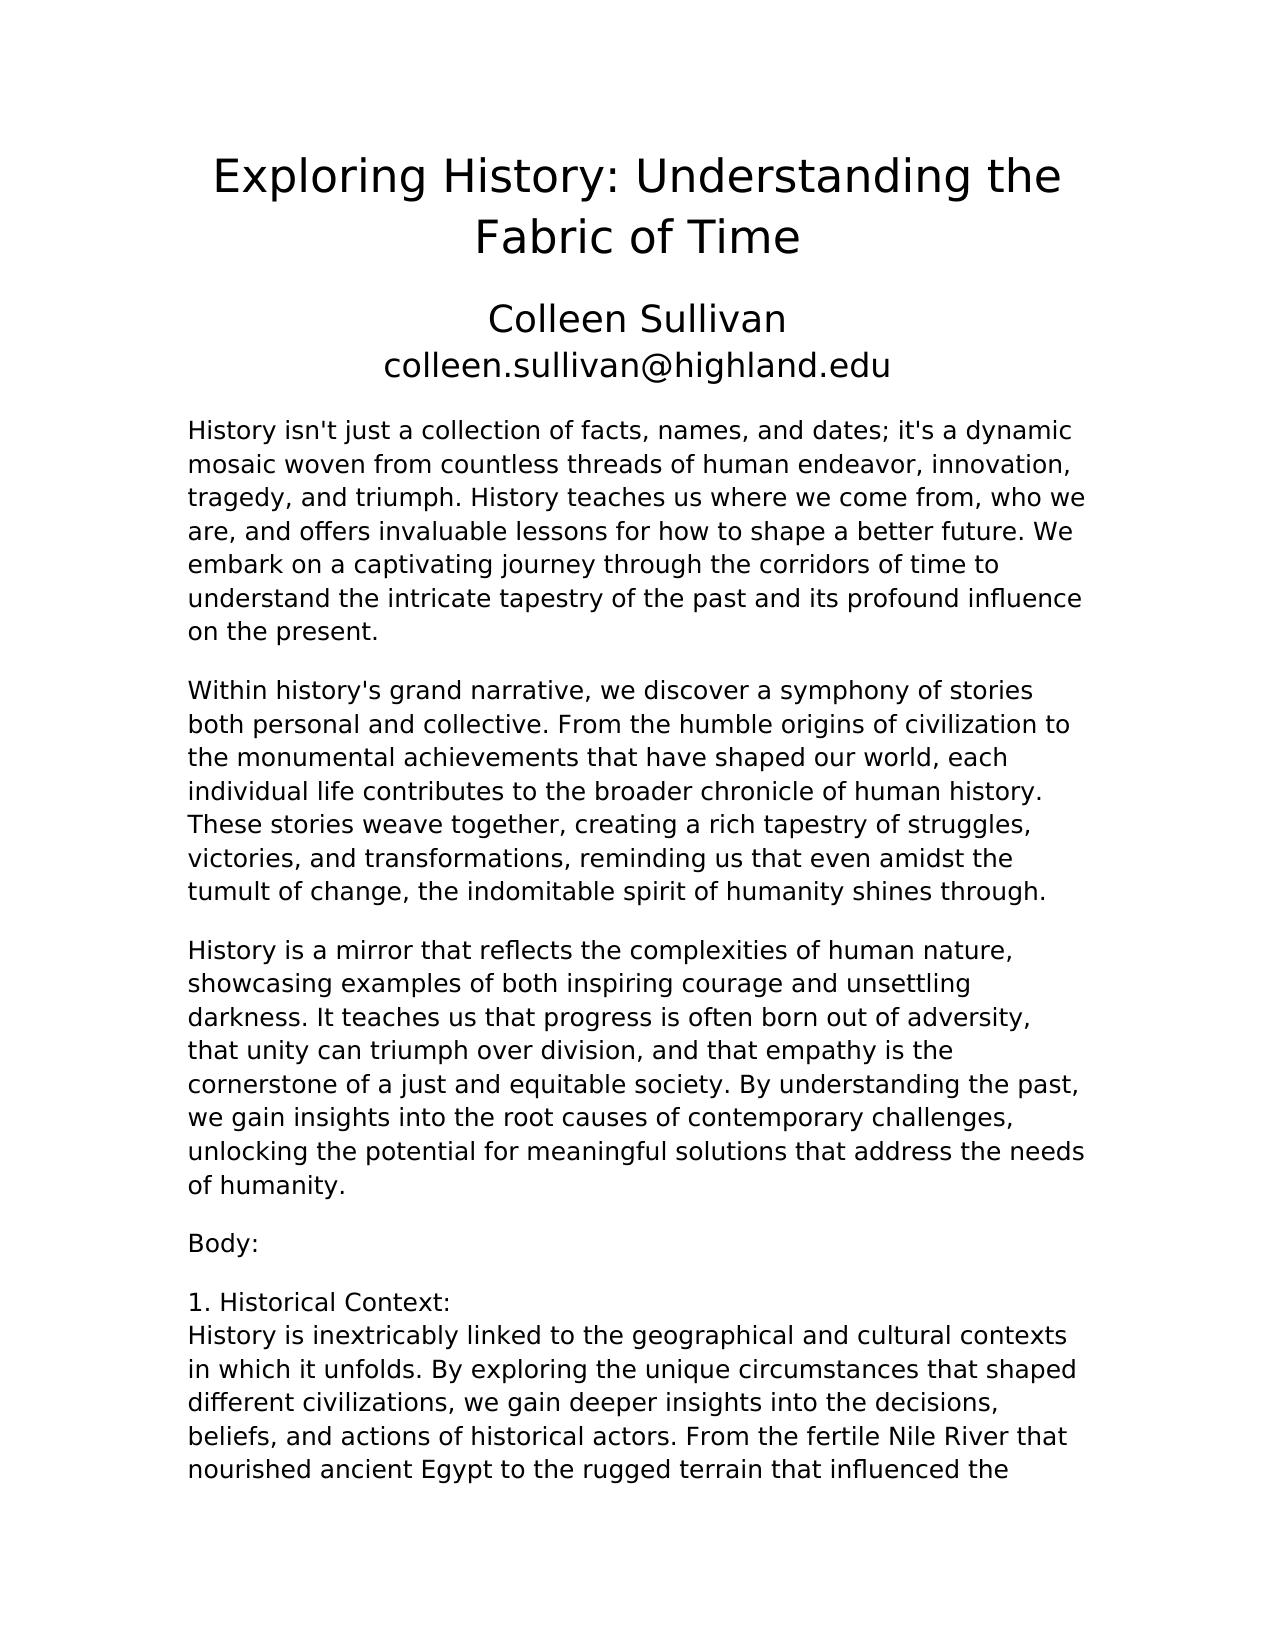 Exploring History: Understanding the
Fabric of Time
Colleen Sullivan
colleen.sullivan@highland.edu
History isn't just a collection of facts, names, and dates; it's a dynamic
mosaic woven from countless threads of human endeavor, innovation,
tragedy, and triumph. History teaches us where we come from, who we
are, and offers invaluable lessons for how to shape a better future. We
embark on a captivating journey through the corridors of time to
understand the intricate tapestry of the past and its profound influence
on the present.
Within history's grand narrative, we discover a symphony of stories
both personal and collective. From the humble origins of civilization to
the monumental achievements that have shaped our world, each
individual life contributes to the broader chronicle of human history.
These stories weave together, creating a rich tapestry of struggles,
victories, and transformations, reminding us that even amidst the
tumult of change, the indomitable spirit of humanity shines through.
History is a mirror that reflects the complexities of human nature,
showcasing examples of both inspiring courage and unsettling
darkness. It teaches us that progress is often born out of adversity,
that unity can triumph over division, and that empathy is the
cornerstone of a just and equitable society. By understanding the past,
we gain insights into the root causes of contemporary challenges,
unlocking the potential for meaningful solutions that address the needs
of humanity.
Body:
1. Historical Context:
History is inextricably linked to the geographical and cultural contexts
in which it unfolds. By exploring the unique circumstances that shaped
different civilizations, we gain deeper insights into the decisions,
beliefs, and actions of historical actors. From the fertile Nile River that
nourished ancient Egypt to the rugged terrain that influenced the